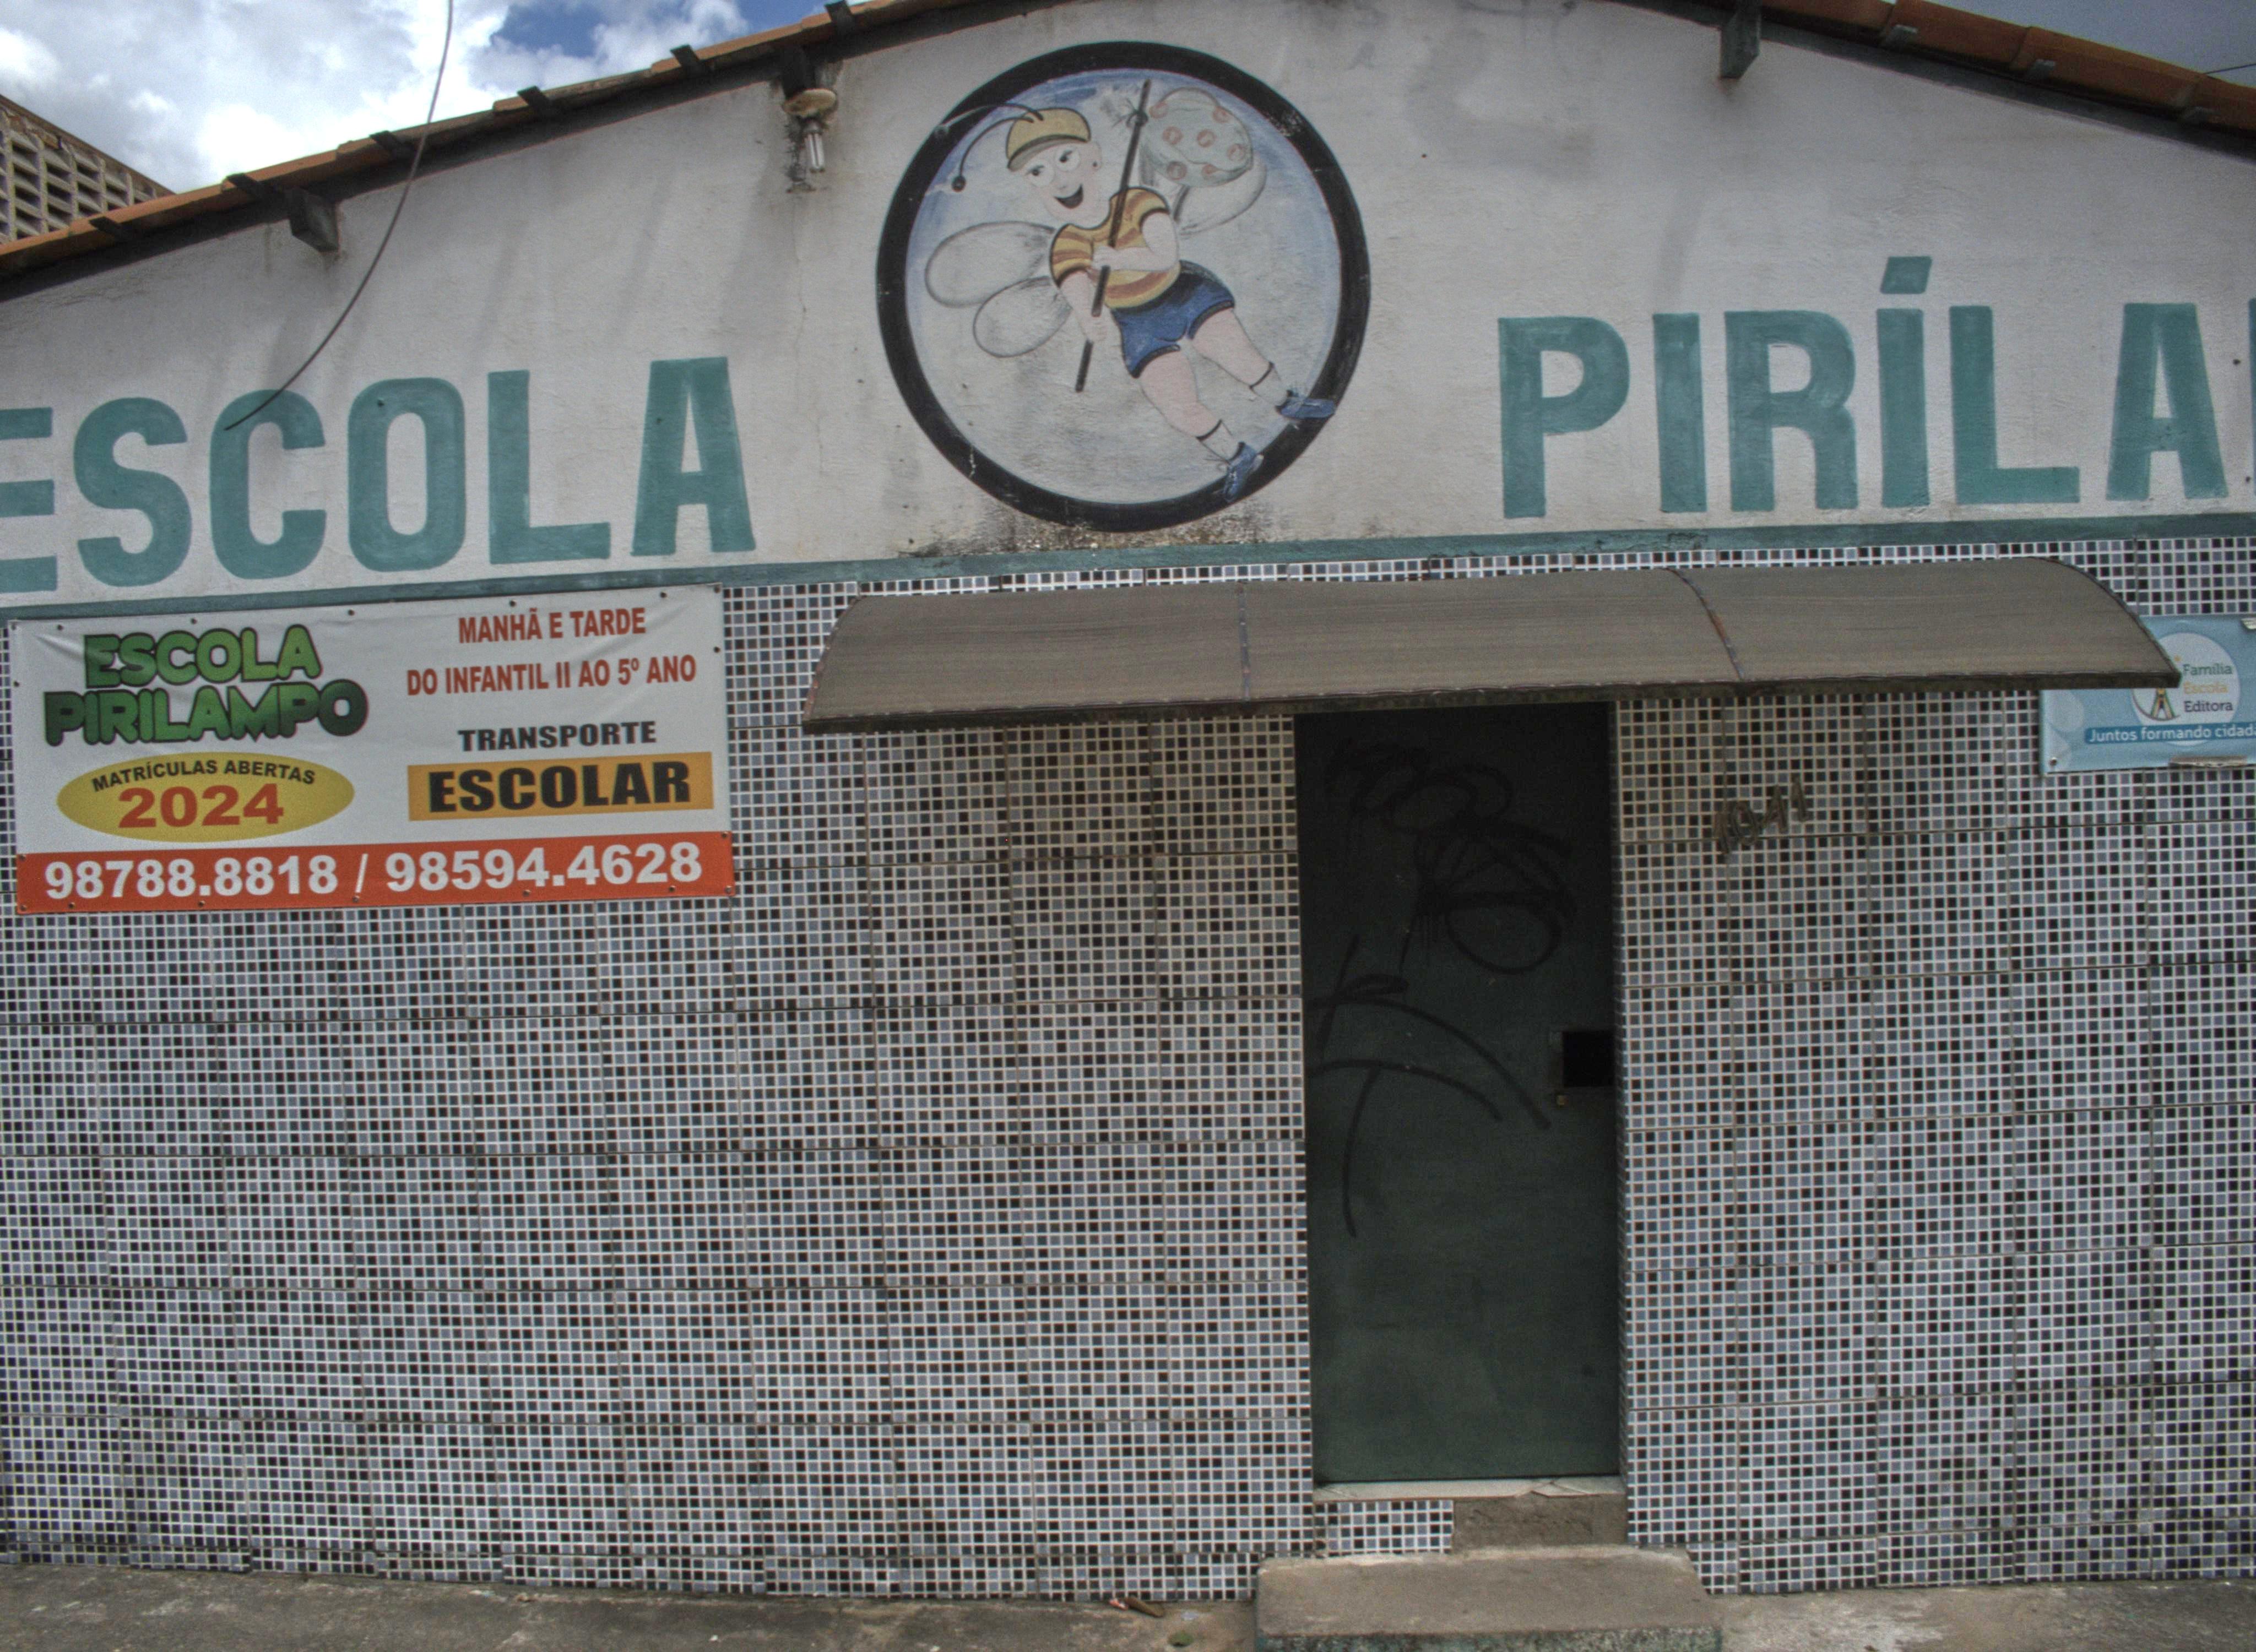 ESCOLA PIRÍLA
ESCOLA
PIRILAMPO
MATRÍCULAS ABERTAS
2024
MANHÃ E TARDE
DO INFANTIL II AO 5º ANO
TRANSPORTE
ESCOLAR
98788.8818 / 98594.4628
Família
Escola
Editora
Juntos formando cidad
1041